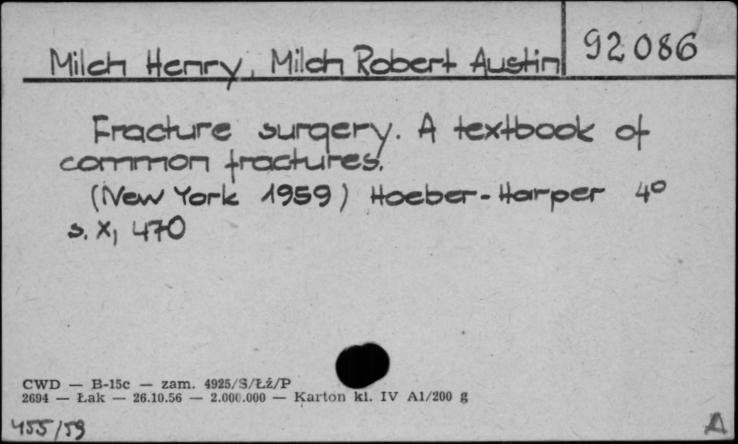 Milch Henry, Milch Robert Austin 92086
Fracture surgery. A textbook of
common fractures.
(New York 1959) Hoeber-Harper 4°
s. X, 470
CWD — B-15c — zam. 4925/S/Łź/P
2694 — Łak — 26.10.56 — 2.000.000 — Karton kl. IV A1/200 g
455/59
A